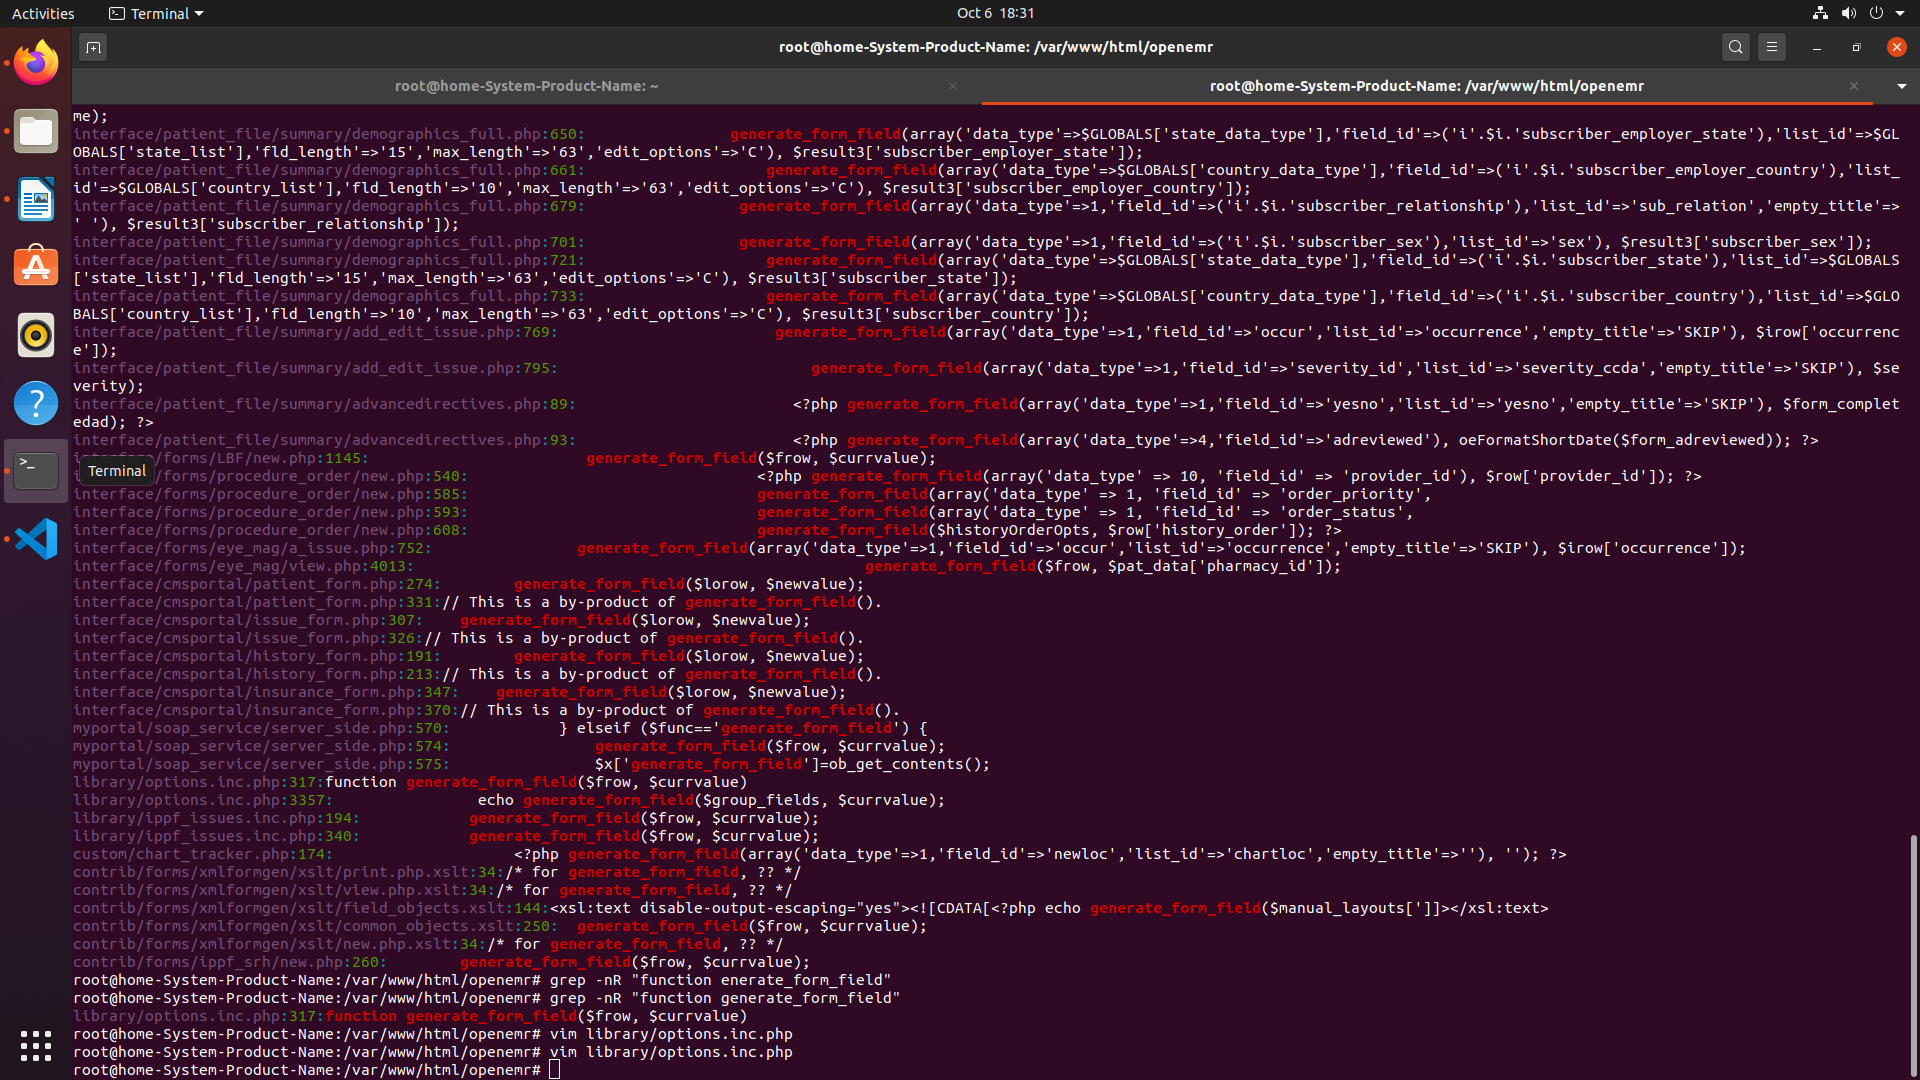 Activities
Terminal
Oct 6 18:31
root@home-System-Product-Name: /var/www/html/openemr
root@home-System-Product-Name: ~
root@home-System-Product-Name: /var/www/html/openemr
me);
interface/patient_file/summary/demographics_full.php:650: generate_form_field(array('data_type'=>$GLOBALS['state_data_type'],'field_id'=>('i'.$i.'subscriber_employer_state'),'list_id'=>$GL
OBALS['state_list'],'fld_length'=>'15','max_length'=>'63','edit_options'=>'C'), $result3['subscriber_employer_state']);
interface/patient_file/summary/demographics_full.php:661: generate_form_field(array('data_type'=>$GLOBALS['country_data_type'],'field_id'=>('i'.$i.'subscriber_employer_country'),'list_
id'=>$GLOBALS['country_list'],'fld_length'=>'10','max_length'=>'63','edit_options'=>'C'), $result3['subscriber_employer_country']);
interface/patient_file/summary/demographics_full.php:679: generate_form_field(array('data_type'=>1,'field_id'=>('i'.$i.'subscriber_relationship'),'list_id'=>'sub_relation','empty_title'=>
' '), $result3['subscriber_relationship']);
interface/patient_file/summary/demographics_full.php:701: generate_form_field(array('data_type'=>1,'field_id'=>('i'.$i.'subscriber_sex'),'list_id'=>'sex'), $result3['subscriber_sex']);
interface/patient_file/summary/demographics_full.php:721: generate_form_field(array('data_type'=>$GLOBALS['state_data_type'],'field_id'=>('i'.$i.'subscriber_state'),'list_id'=>$GLOBALS
['state_list'],'fld_length'=>'15','max_length'=>'63','edit_options'=>'C'), $result3['subscriber_state']);
interface/patient_file/summary/demographics_full.php:733: generate_form_field(array('data_type'=>$GLOBALS['country_data_type'],'field_id'=>('i'.$i.'subscriber_country'),'list_id'=>$GLO
BALS['country_list'],'fld_length'=>'10','max_length'=>'63','edit_options'=>'C'), $result3['subscriber_country']);
interface/patient_file/summary/add_edit_issue.php:769: generate_form_field(array('data_type'=>1,'field_id'=>'occur','list_id'=>'occurrence','empty_title'=>'SKIP'), $irow['occurrenc
e']);
interface/patient_file/summary/add_edit_issue.php:795: generate_form_field(array('data_type'=>1,'field_id'=>'severity_id','list_id'=>'severity_ccda','empty_title'=>'SKIP'), $se
verity);
interface/patient_file/summary/advancedirectives.php:89: <?php generate_form_field(array('data_type'=>1,'field_id'=>'yesno','list_id'=>'yesno','empty_title'=>'SKIP'), $form_complet
edad); ?>
interface/patient_file/summary/advancedirectives.php:93: <?php generate_form_field(array('data_type'=>4,'field_id'=>'adreviewed'), oeFormatShortDate($form_adreviewed)); ?>
interface/forms/LBF/new.php:1145: generate_form_field($frow, $currvalue);
Terminal
interface/forms/procedure_order/new.php:540: <?php generate_form_field(array('data_type' => 10, 'field_id' => 'provider_id'), $row['provider_id']); ?>
interface/forms/procedure_order/new.php:585: generate_form_field(array('data_type' => 1, 'field_id' => 'order_priority',
interface/forms/procedure_order/new.php:593: generate_form_field(array('data_type' => 1, 'field_id' => 'order_status',
interface/forms/procedure_order/new.php:608: generate_form_field($historyOrderOpts, $row['history_order']); ?>
interface/forms/eye_mag/a_issue.php:752: generate_form_field(array('data_type'=>1,'field_id'=>'occur','list_id'=>'occurrence','empty_title'=>'SKIP'), $irow['occurrence']);
interface/forms/eye_mag/view.php:4013: generate_form_field($frow, $pat_data['pharmacy_id']);
interface/cmsportal/patient_form.php:274: generate_form_field($lorow, $newvalue);
interface/cmsportal/patient_form.php:331:// This is a by-product of generate_form_field().
interface/cmsportal/issue_form.php:307: generate_form_field($lorow, $newvalue);
interface/cmsportal/issue_form.php:326:// This is a by-product of generate_form_field().
interface/cmsportal/history_form.php:191: generate_form_field($lorow, $newvalue);
interface/cmsportal/history_form.php:213:// This is a by-product of generate_form_field().
interface/cmsportal/insurance_form.php:347: generate_form_field($lorow, $newvalue);
interface/cmsportal/insurance_form.php:370:// This is a by-product of generate_form_field().
myportal/soap_service/server_side.php:570: } elseif ($func=='generate_form_field') {
myportal/soap_service/server_side.php:574: generate_form_field($frow, $currvalue);
myportal/soap_service/server_side.php:575: $x['generate_form_field']=ob_get_contents();
library/options.inc.php:317:function generate_form_field($frow, $currvalue)
library/options.inc.php:3357: echo generate_form_field($group_fields, $currvalue);
library/ippf_issues.inc.php:194: generate_form_field($frow, $currvalue);
library/ippf_issues.inc.php:340: generate_form_field($frow, $currvalue);
custom/chart_tracker.php:174: <?php generate_form_field(array('data_type'=>1,'field_id'=>'newloc','list_id'=>'chartloc','empty_title'=>''), ''); ?>
contrib/forms/xmlformgen/xslt/print.php.xslt:34:/* for generate_form_field, ?? */
contrib/forms/xmlformgen/xslt/view.php.xslt:34:/* for generate_form_field, ?? */
contrib/forms/xmlformgen/xslt/field_objects.xslt:144:<xsl:text disable-output-escaping="yes"><![CDATA[<?php echo generate_form_field($manual_layouts[']]></xsl:text>
contrib/forms/xmlformgen/xslt/common_objects.xslt:250: generate_form_field($frow, $currvalue);
contrib/forms/xmlformgen/xslt/new.php.xslt:34:/* for generate_form_field, ?? */
contrib/forms/ippf_srh/new.php:260: generate_form_field($frow, $currvalue);
root@home-System-Product-Name:/var/www/html/openemr# grep -nR "function enerate_form_field"
root@home-System-Product-Name:/var/www/html/openemr# grep -nR "function generate_form_field"
library/options.inc.php:317:function generate_form_field($frow, $currvalue)
root@home-System-Product-Name:/var/www/html/openemr# vim library/options.inc.php
root@home-System-Product-Name:/var/www/html/openemr# vim library/options.inc.php
root@home-System-Product-Name:/var/www/html/openemr#